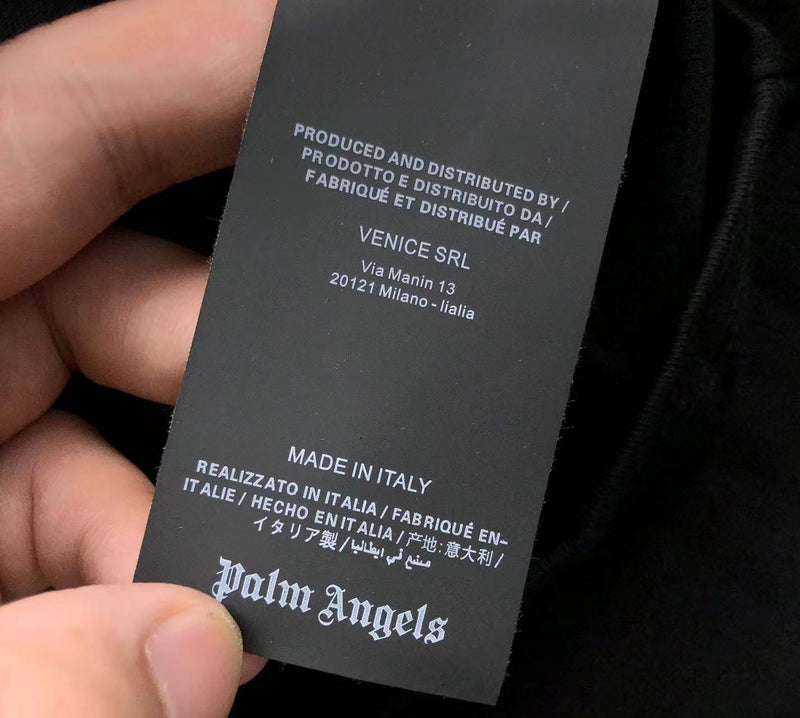 PRODUCED AND DISTRIBUTED BY /
PRODOTTO E DISTRIBUITO DA /
FABRIQUÉ ET DISTRIBUÉ PAR
VENICE SRL
Via Manin 13
20121 Milano - Iialia
MADE IN ITALY
REALIZZATO IN ITALIA / FABRIQUÉ EN-
ITALIE / HECHO EN ITALIA / 产地:意大利 /
イタリア製 / صنع في ايطاليا
Palm Angels